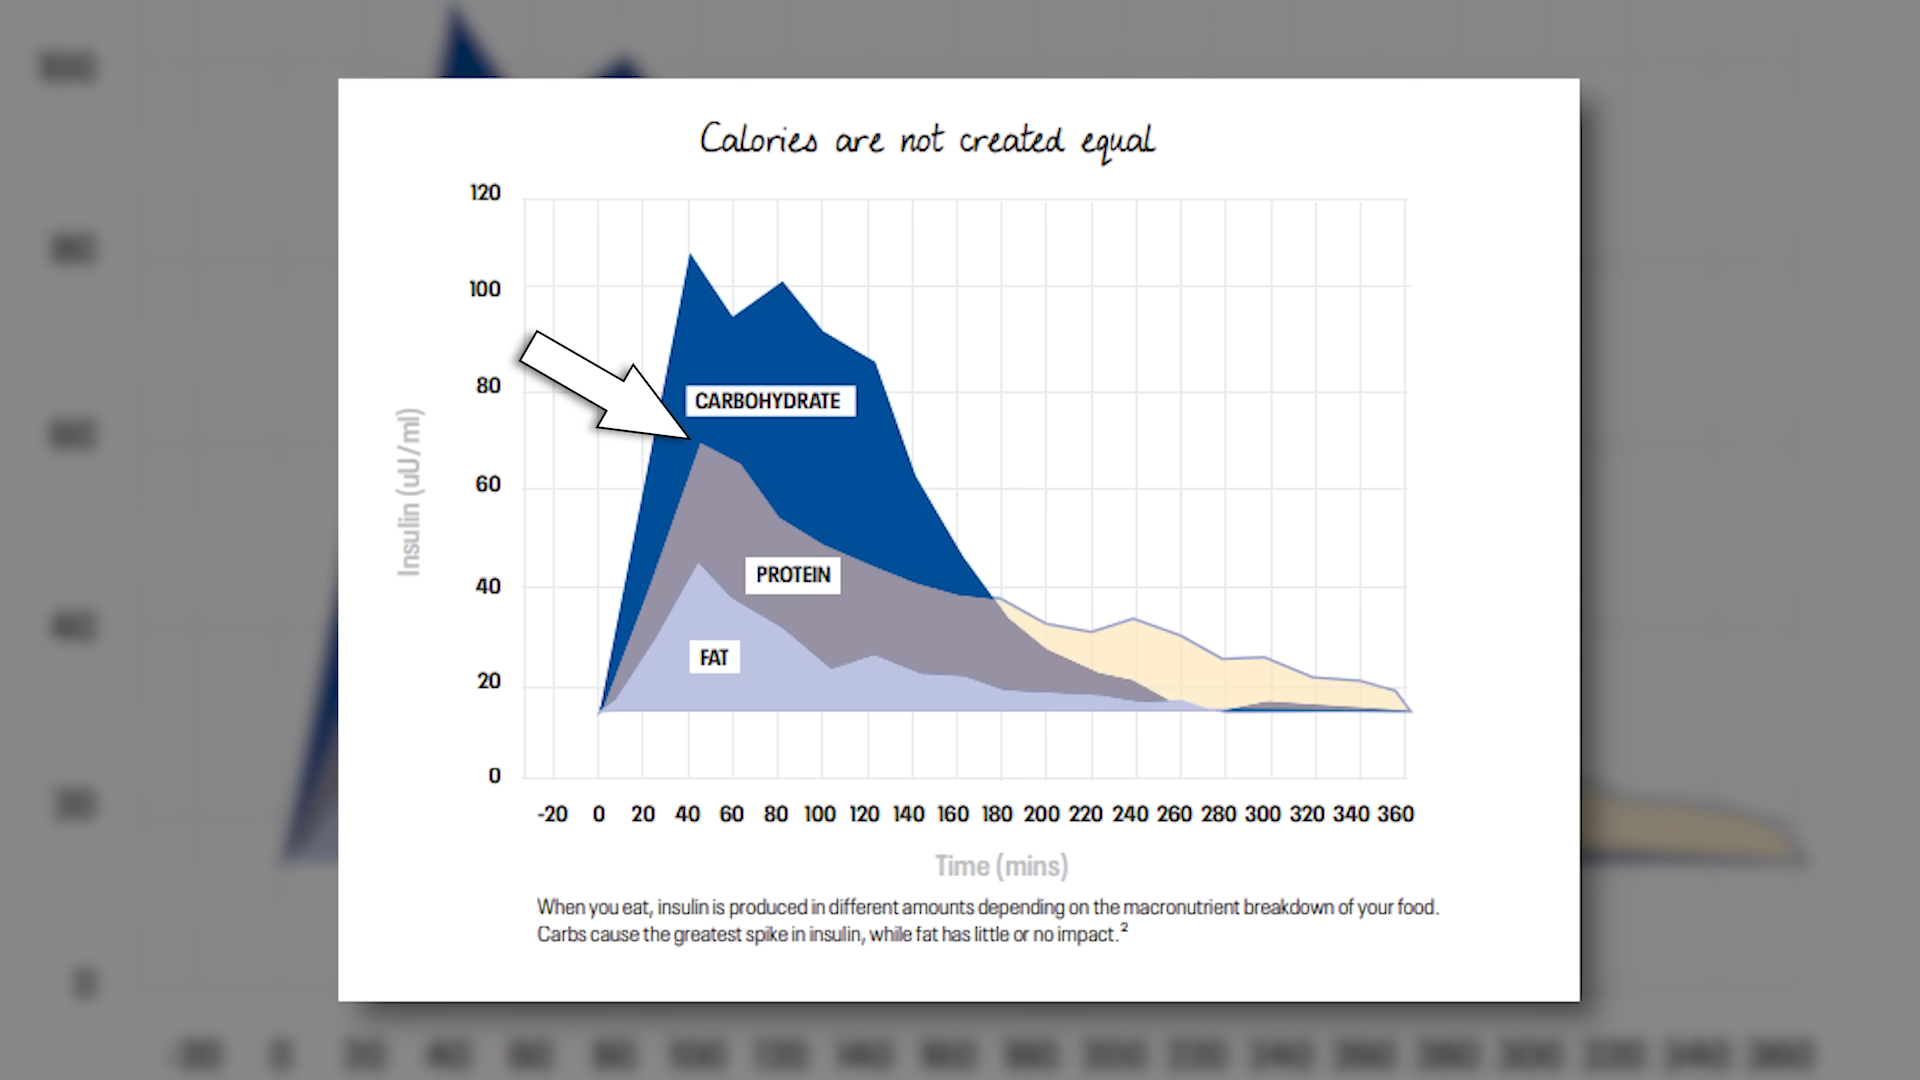 Calories are not created equal
120
100
80
60
40
20
0
Insulin (uU/ml)
CARBOHYDRATE
PROTEIN
FAT
-20 0 20 40 60 80 100 120 140 160 180 200 220 240 260 280 300 320 340 360
Time (mins)
When you eat, insulin is produced in different amounts depending on the macronutrient breakdown of your food.
Carbs cause the greatest spike in insulin, while fat has little or no impact.²